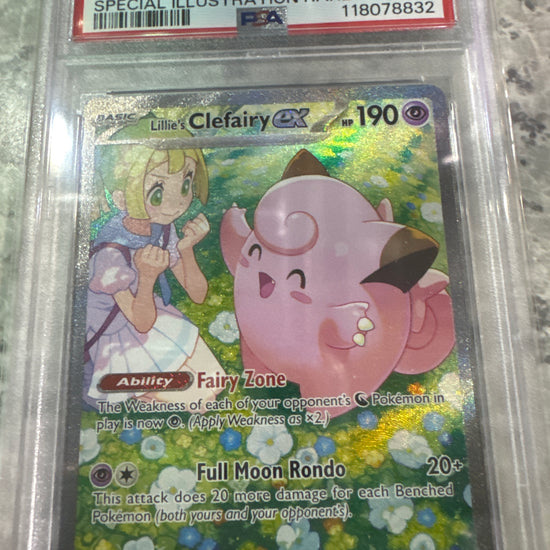 SPECIAL ILLUSTRATION 118078832
PSA
BASIC Lillie's Clefairy ex HP 190
Ability Fairy Zone
The Weakness of each of your opponent's Pokémon in
play is now . (Apply Weakness as ×2.)
Full Moon Rondo 20+
This attack does 20 more damage for each Benched
Pokémon (both yours and your opponent's).